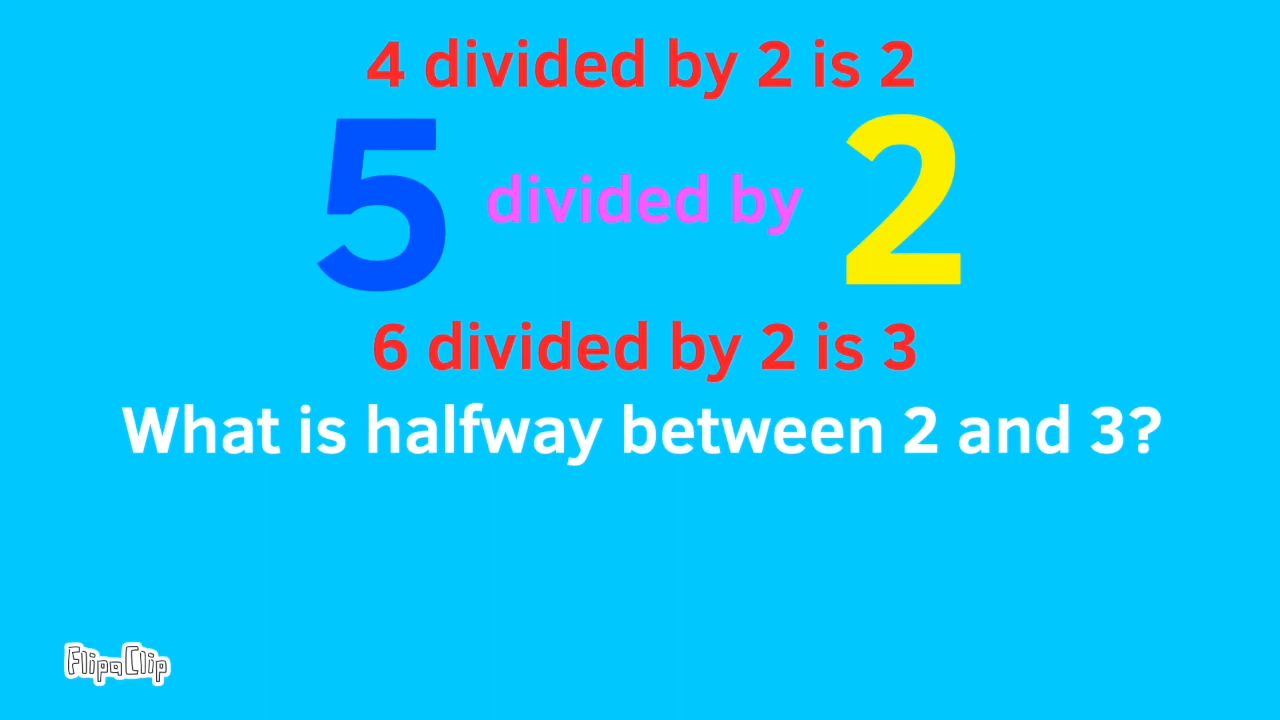 4 divided by 2 is 2
5 divided by 2
6 divided by 2 is 3
What is halfway between 2 and 3?
FlipaClip